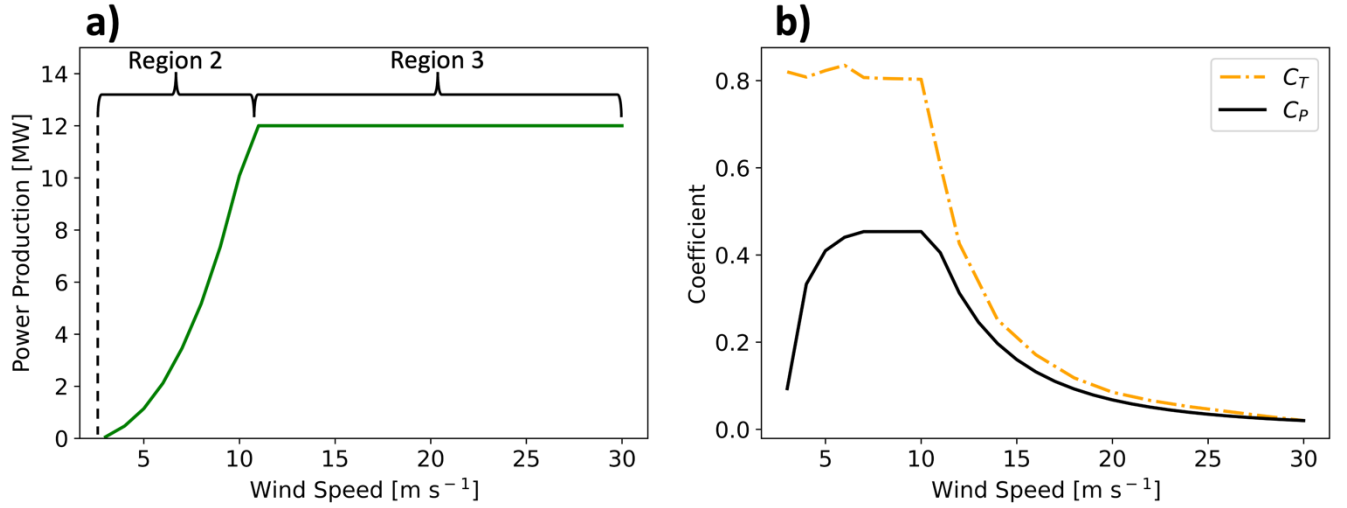 a)
Region 2
Region 3
Power Production [MW]
14
12
10
8
6
4
2
0
5
10
15
20
25
30
Wind Speed [m s⁻¹]
b)
Coefficient
0.8
0.6
0.4
0.2
0.0
5
10
15
20
25
30
Wind Speed [m s⁻¹]
C_T
C_P